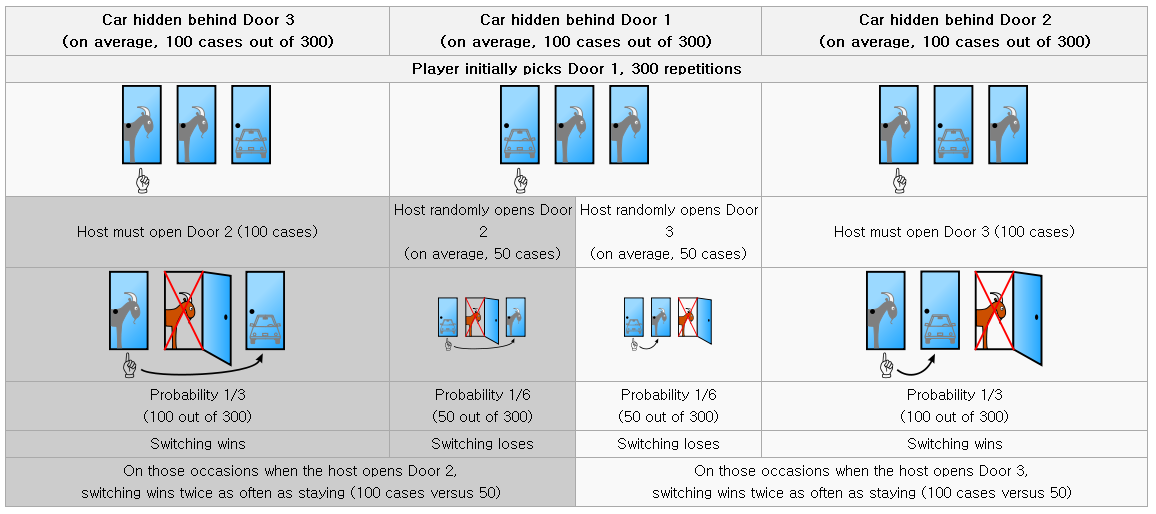 Car hidden behind Door 3
(on average, 100 cases out of 300)
Car hidden behind Door 1
(on average, 100 cases out of 300)
Car hidden behind Door 2
(on average, 100 cases out of 300)
Player initially picks Door 1, 300 repetitions
Host must open Door 2 (100 cases)
Host randomly opens Door
2
(on average, 50 cases)
Host randomly opens Door
3
(on average, 50 cases)
Host must open Door 3 (100 cases)
Probability 1/3
(100 out of 300)
Probability 1/6
(50 out of 300)
Probability 1/6
(50 out of 300)
Probability 1/3
(100 out of 300)
Switching wins
Switching loses
Switching loses
Switching wins
On those occasions when the host opens Door 2,
switching wins twice as often as staying (100 cases versus 50)
On those occasions when the host opens Door 3,
switching wins twice as often as staying (100 cases versus 50)